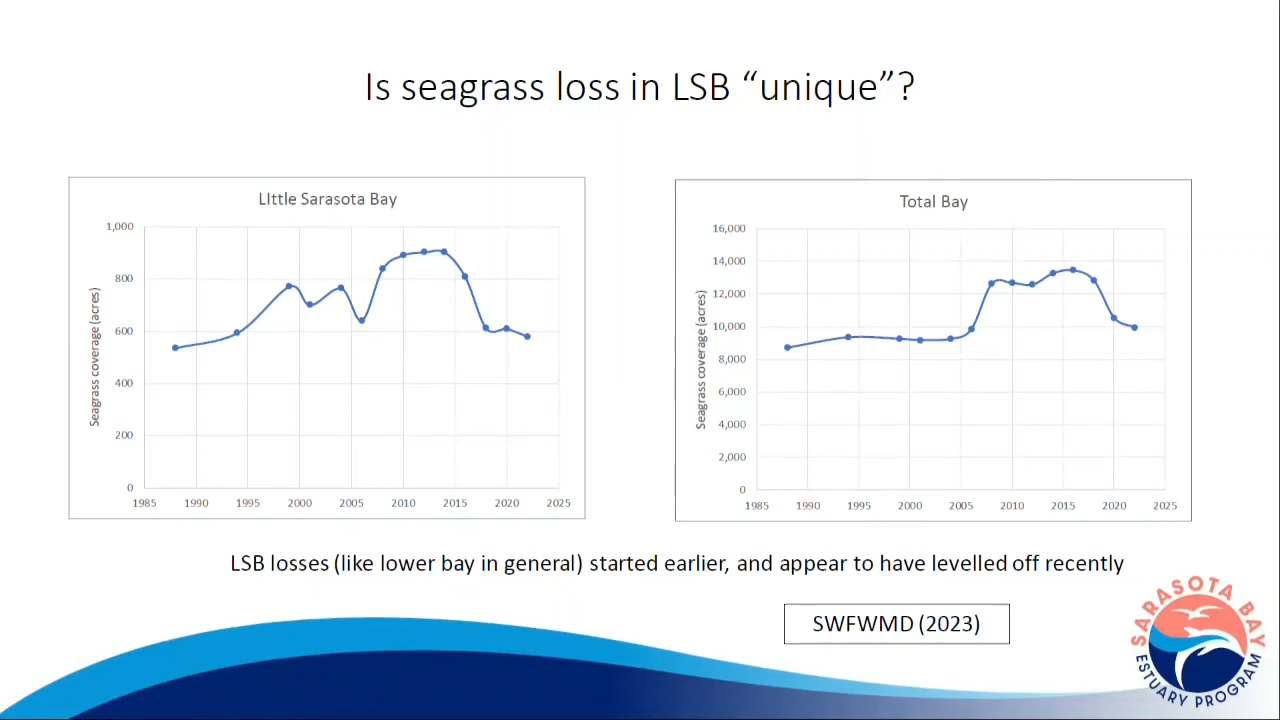 Is seagrass loss in LSB “unique”?
LIttle Sarasota Bay
1,000
800
600
400
200
0
Seagrass coverage (acres)
1985 1990 1995 2000 2005 2010 2015 2020 2025
Total Bay
16,000
14,000
12,000
10,000
8,000
6,000
4,000
2,000
0
Seagrass coverage (acres)
1985 1990 1995 2000 2005 2010 2015 2020 2025
LSB losses (like lower bay in general) started earlier, and appear to have levelled off recently
SWFWMD (2023)
SARASOTA BAY
ESTUARY PROGRAM